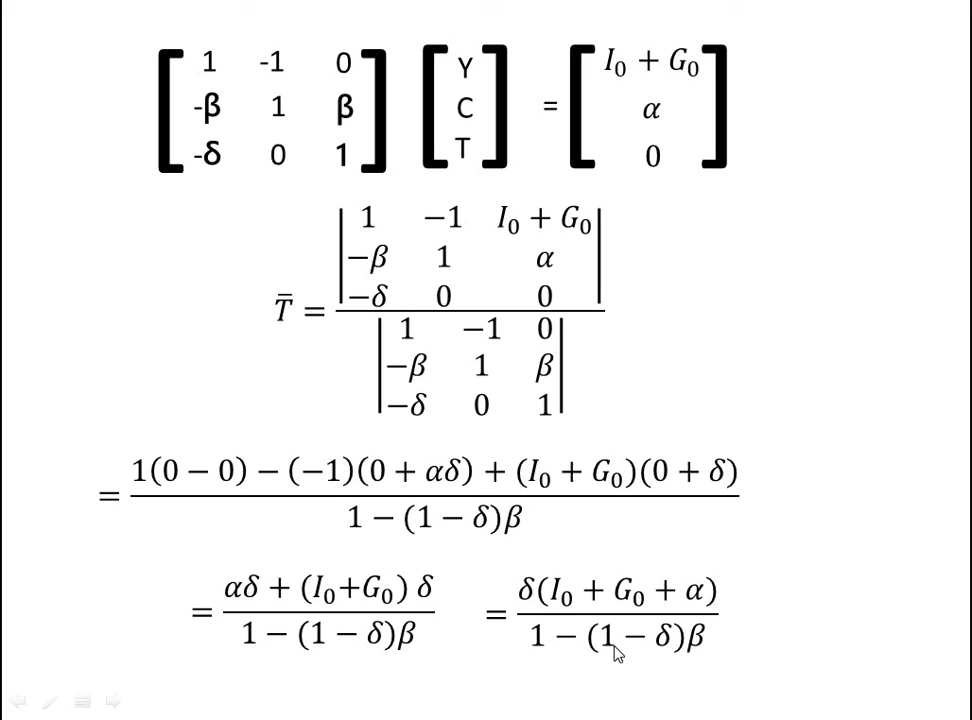 1 -1 0 Y I₀ + G₀
-β 1 β C = α
-δ 0 1 T 0
1 −1 I₀ + G₀
−β 1 α
−δ 0 0
T̄ =
1 −1 0
−β 1 β
−δ 0 1
1(0 − 0) − (−1)(0 + αδ) + (I₀ + G₀)(0 + δ)
=
1 − (1 − δ)β
αδ + (I₀+G₀) δ δ(I₀ + G₀ + α)
= =
1 − (1 − δ)β 1 − (1 − δ)β